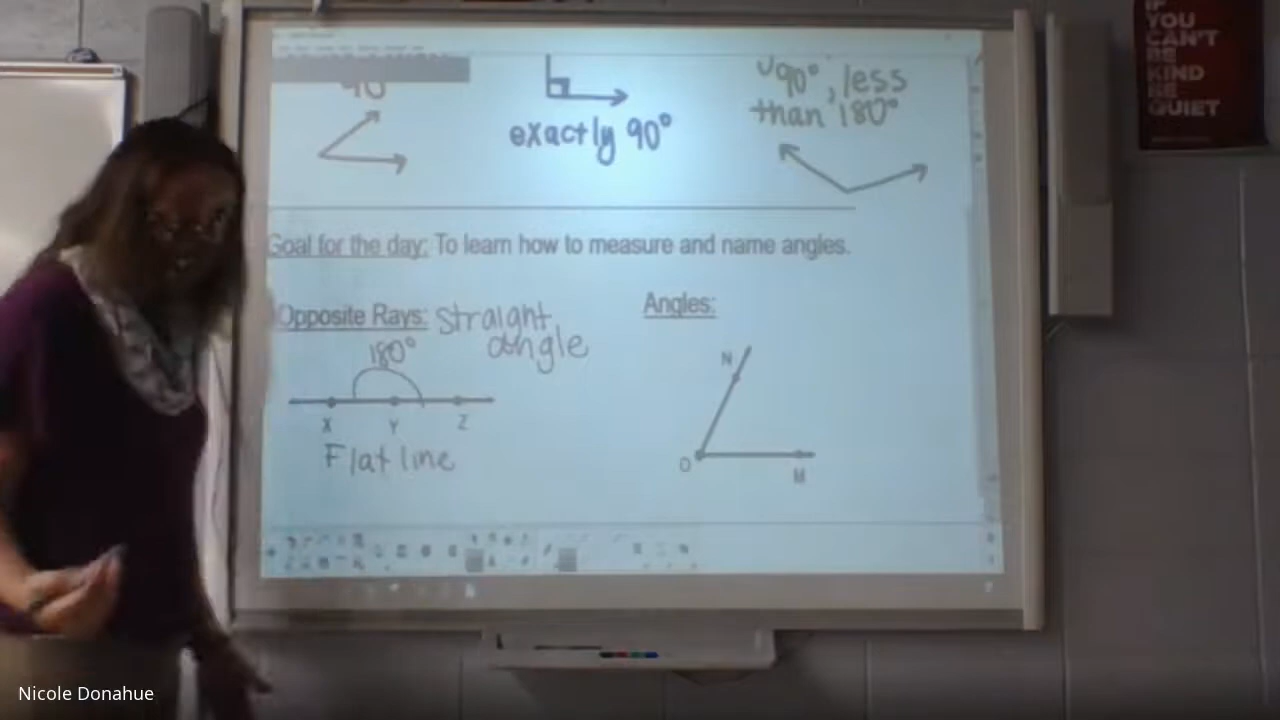 IF
YOU
CAN'T
BE
KIND
BE
QUIET
90
exactly 90°
90°, less
than 180°
Goal for the day: To learn how to measure and name angles.
Opposite Rays: straight
angle
180°
X Y Z
Flat line
Angles:
N
O
M
Nicole Donahue